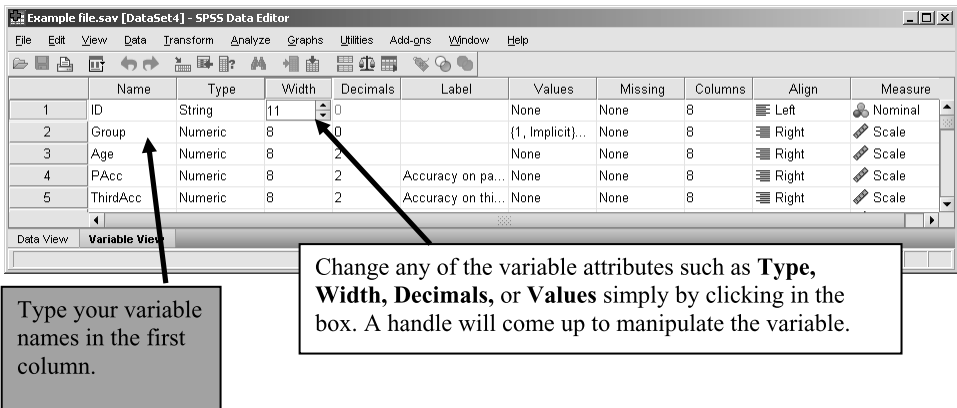 Example file.sav [DataSet4] - SPSS Data Editor
File Edit View Data Transform Analyze Graphs Utilities Add-ons Window Help
Name Type Width Decimals Label Values Missing Columns Align Measure
1 ID String 11 0 None None 8 Left Nominal
2 Group Numeric 8 0 {1, Implicit}... None 8 Right Scale
3 Age Numeric 8 2 None None 8 Right Scale
4 PAcc Numeric 8 2 Accuracy on pa... None None 8 Right Scale
5 ThirdAcc Numeric 8 2 Accuracy on thi... None None 8 Right Scale
Data View Variable View
Change any of the variable attributes such as Type,
Width, Decimals, or Values simply by clicking in the
box. A handle will come up to manipulate the variable.
Type your variable
names in the first
column.